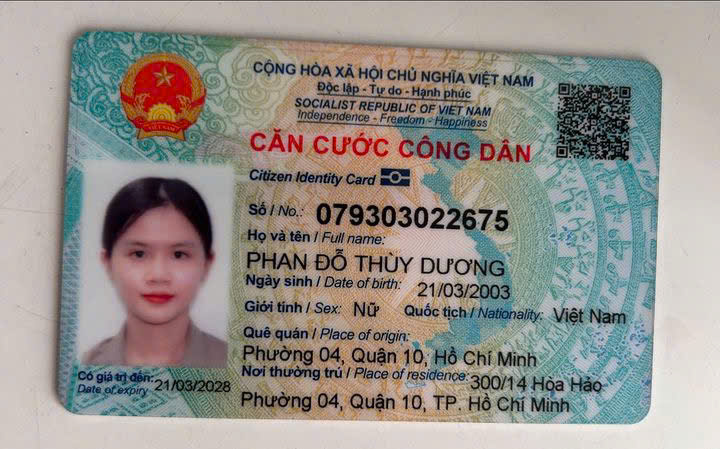 CỘNG HÒA XÃ HỘI CHỦ NGHĨA VIỆT NAM
Độc lập - Tự do - Hạnh phúc
SOCIALIST REPUBLIC OF VIET NAM
Independence - Freedom - Happiness
CĂN CƯỚC CÔNG DÂN
Citizen Identity Card
Số / No.: 079303022675
Họ và tên / Full name:
PHAN ĐỖ THÙY DƯƠNG
Ngày sinh / Date of birth: 21/03/2003
Giới tính / Sex: Nữ Quốc tịch / Nationality: Việt Nam
Quê quán / Place of origin:
Phường 04, Quận 10, Hồ Chí Minh
Nơi thường trú / Place of residence: 300/14 Hòa Hảo
Phường 04, Quận 10, TP. Hồ Chí Minh
Có giá trị đến: 21/03/2028
Date of expiry